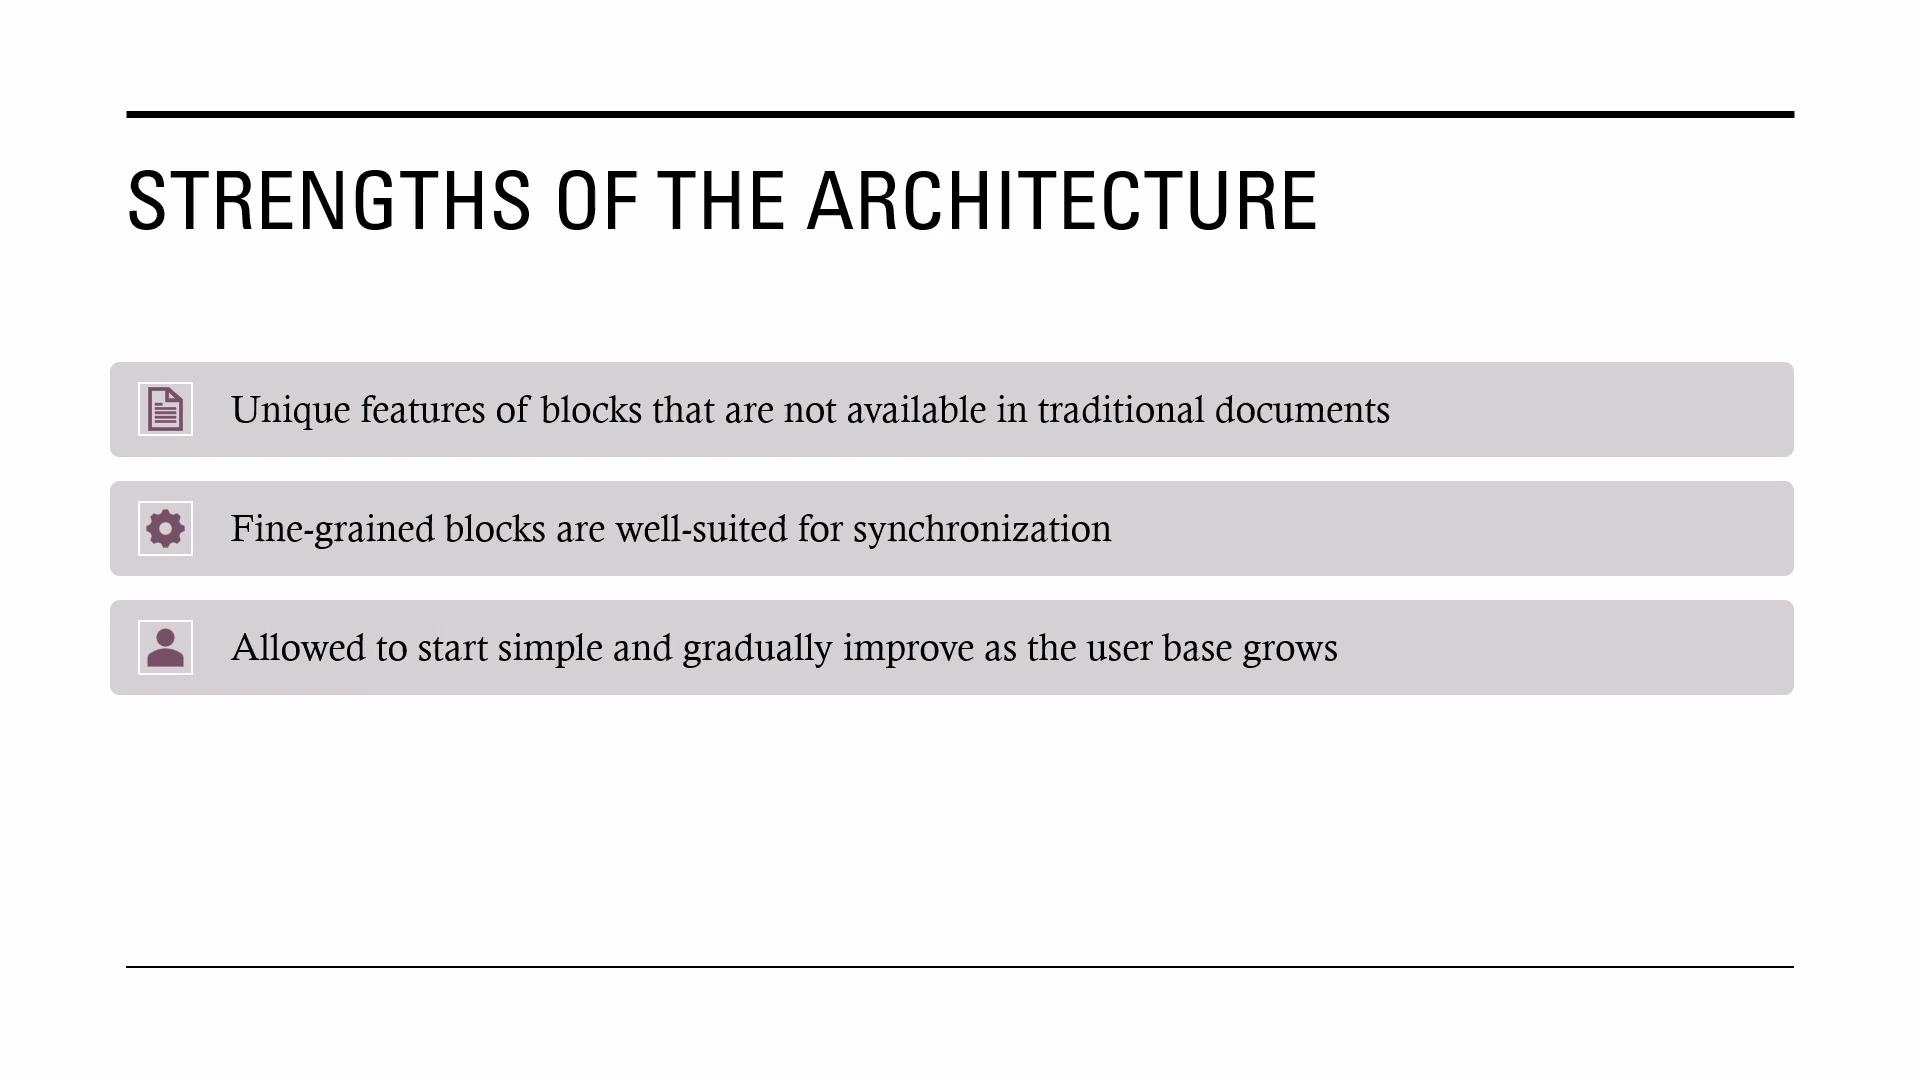 STRENGTHS OF THE ARCHITECTURE
Unique features of blocks that are not available in traditional documents
Fine-grained blocks are well-suited for synchronization
Allowed to start simple and gradually improve as the user base grows